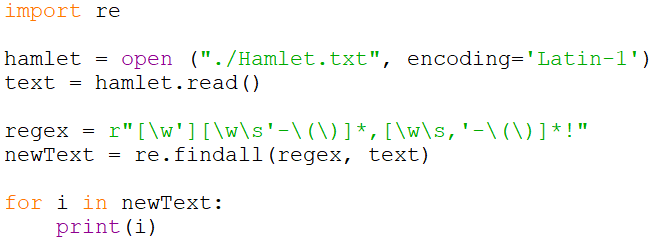 import re
hamlet = open ("./Hamlet.txt", encoding='Latin-1')
text = hamlet.read()
regex = r"[\w'][\w\s'-\(\)]*,[\w\s,'-\(\)]*!"
newText = re.findall(regex, text)
for i in newText:
    print(i)